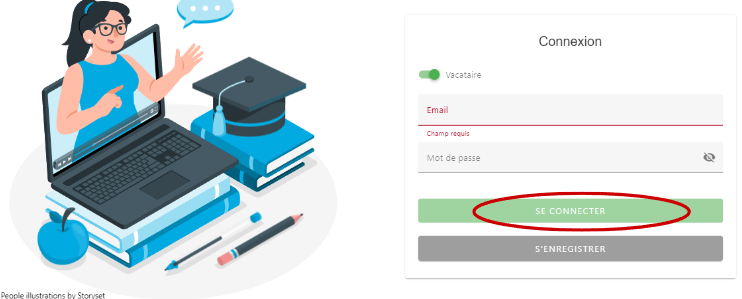 Connexion
Vacataire
Email
Champ requis
Mot de passe
SE CONNECTER
S'ENREGISTRER
People illustrations by Storyset